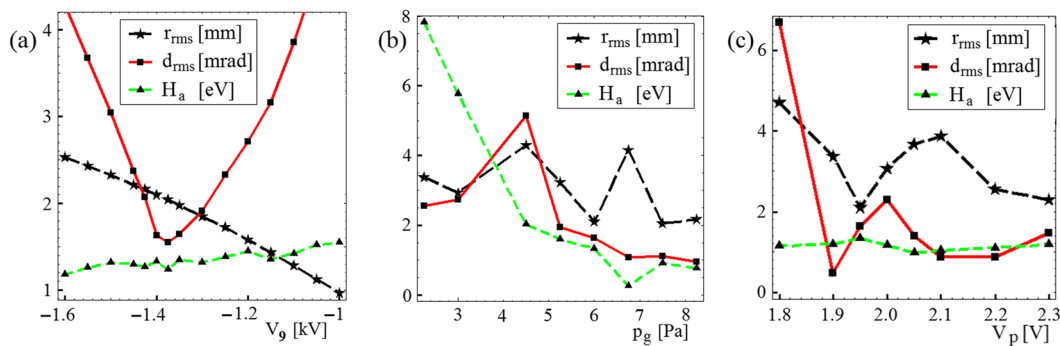 (a)
r_rms [mm]
d_rms [mrad]
H_a [eV]
4
3
2
1
−1.6
−1.4
−1.2
−1
V_9 [kV]
(b)
r_rms [mm]
d_rms [mrad]
H_a [eV]
8
6
4
2
0
3
4
5
6
7
8
p_g [Pa]
(c)
r_rms [mm]
d_rms [mrad]
H_a [eV]
6
4
2
0
1.8
1.9
2.0
2.1
2.2
2.3
V_p [V]